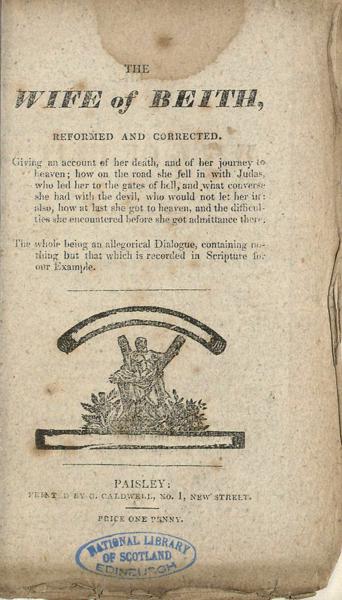 THE
WIFE of BEITH,
REFORMED AND CORRECTED.
Giving an account of her death, and of her journey to
heaven; how on the road she fell in with Judas,
who led her to the gates of hell, and what converse
she had with the devil, who would not let her in:
also, how at last she got to heaven, and the difficul-
ties she encountered before she got admittance there.
The whole being an allegorical Dialogue, containing no-
thing but that which is recorded in Scripture for
our Example.
PAISLEY:
PRINTED BY G. CALDWELL, No. 1, NEW STREET.
PRICE ONE PENNY.
NATIONAL LIBRARY
OF SCOTLAND
EDINBURGH